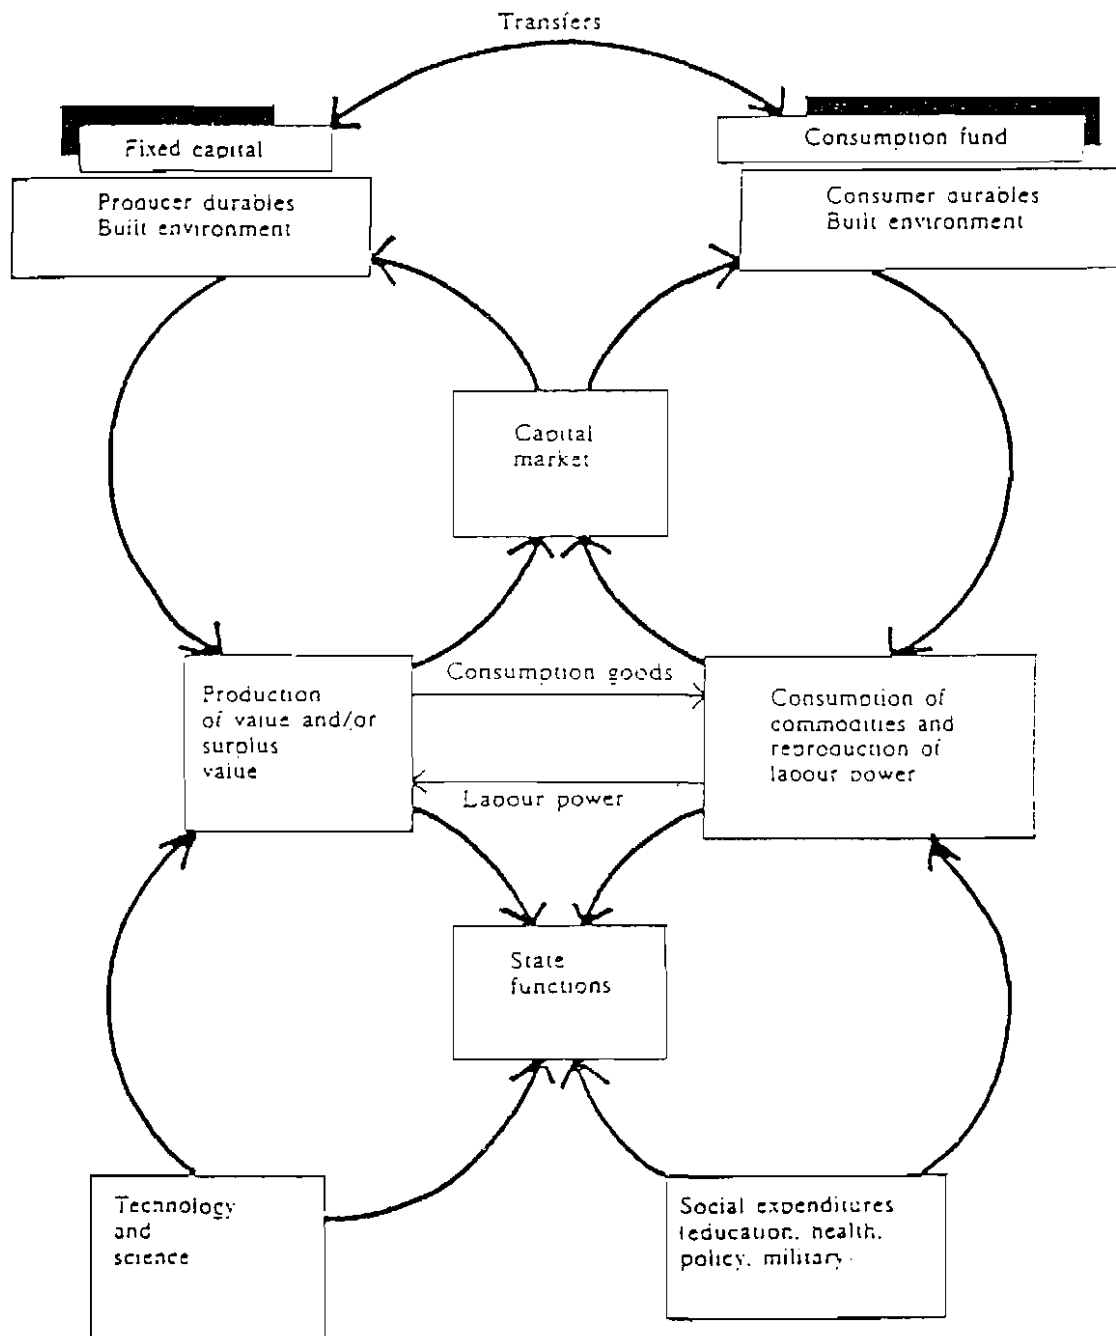 Transfers
Fixed capital
Consumption fund
Producer durables
Built environment
Consumer durables
Built environment
Capital
market
Consumption goods
Production
of value and/or
surplus
value
Consumption of
commodities and
reproduction of
labour power
Labour power
State
functions
Technology
and
science
Social expenditures
(education, health,
policy, military